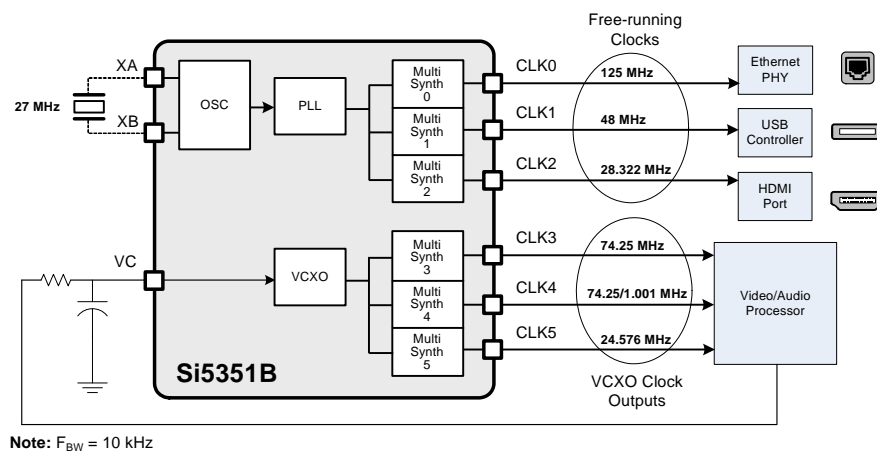 Free-running
Clocks
XA
27 MHz
XB
OSC
PLL
Multi
Synth
0
Multi
Synth
1
Multi
Synth
2
CLK0
125 MHz
Ethernet
PHY
CLK1
48 MHz
USB
Controller
CLK2
28.322 MHz
HDMI
Port
VC
VCXO
Multi
Synth
3
Multi
Synth
4
Multi
Synth
5
CLK3
74.25 MHz
CLK4
74.25/1.001 MHz
CLK5
24.576 MHz
Video/Audio
Processor
Si5351B
VCXO Clock
Outputs
Note: FBW = 10 kHz